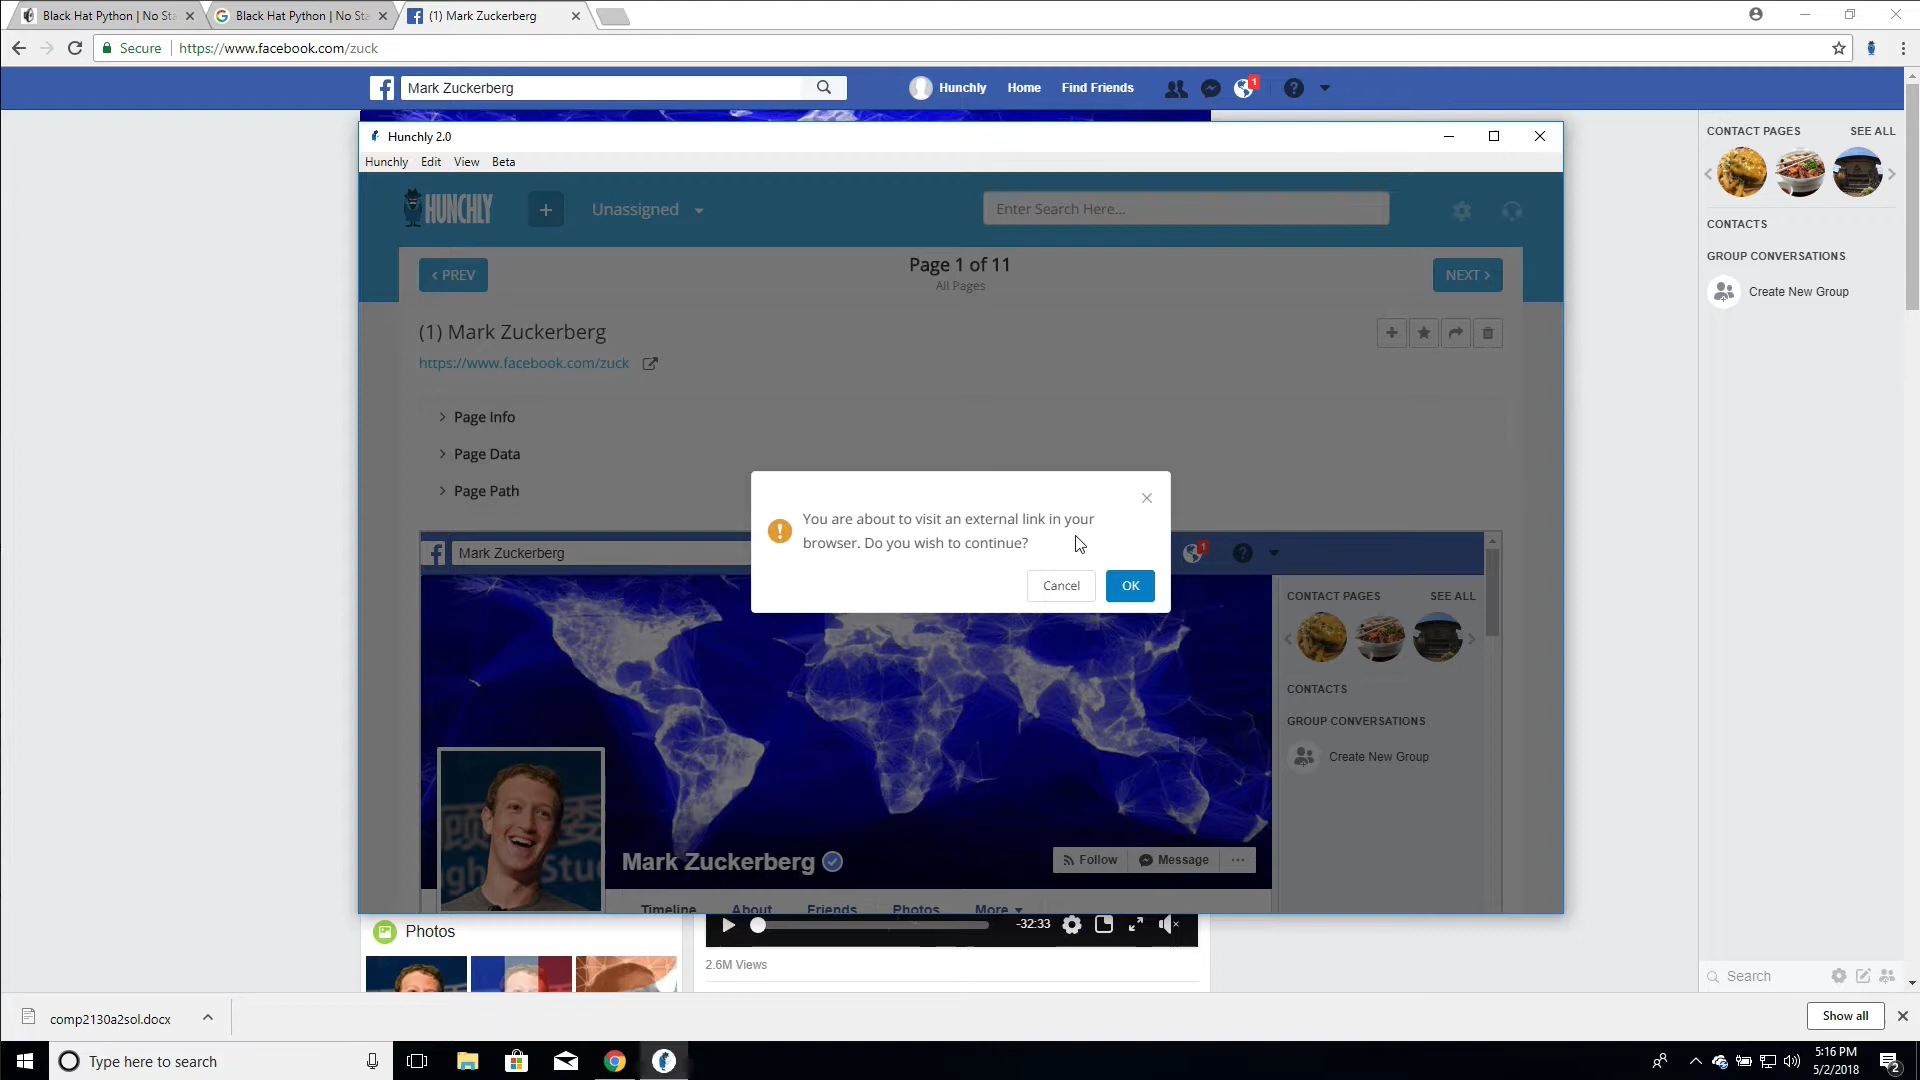 Black Hat Python | No Sta
Black Hat Python | No Sta
(1) Mark Zuckerberg
Secure
https://www.facebook.com/zuck
Mark Zuckerberg
Hunchly
Home
Find Friends
1
?
CONTACT PAGES
SEE ALL
CONTACTS
GROUP CONVERSATIONS
Create New Group
Hunchly 2.0
Hunchly
Edit
View
Beta
HUNCHLY
+
Unassigned
Enter Search Here...
< PREV
Page 1 of 11
All Pages
NEXT >
(1) Mark Zuckerberg
https://www.facebook.com/zuck
> Page Info
> Page Data
> Page Path
You are about to visit an external link in your
browser. Do you wish to continue?
Cancel
OK
Mark Zuckerberg
1
?
CONTACT PAGES
SEE ALL
CONTACTS
GROUP CONVERSATIONS
Create New Group
Mark Zuckerberg
Follow
Message
...
Timeline
About
Friends
Photos
More
Photos
-32:33
2.6M Views
Search
comp2130a2sol.docx
Show all
Type here to search
5:16 PM
5/2/2018
2